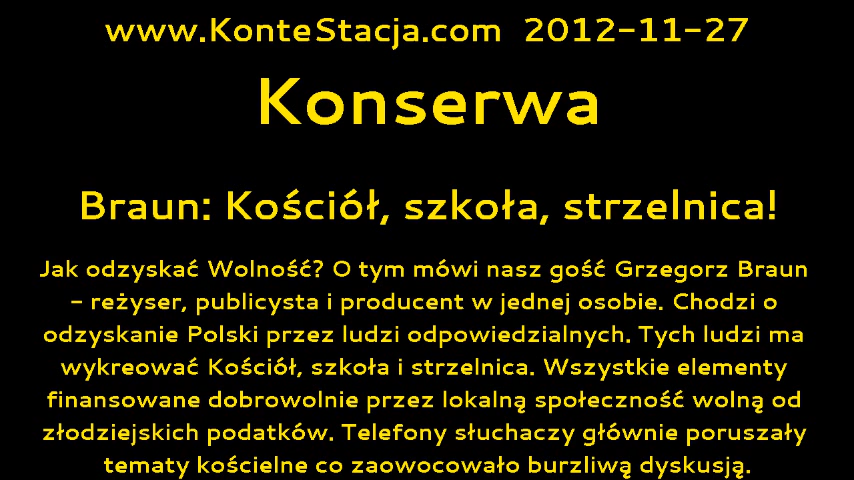 www.KonteStacja.com 2012-11-27
Konserwa
Braun: Kościół, szkoła, strzelnica!
Jak odzyskać Wolność? O tym mówi nasz gość Grzegorz Braun
- reżyser, publicysta i producent w jednej osobie. Chodzi o
odzyskanie Polski przez ludzi odpowiedzialnych. Tych ludzi ma
wykreować Kościół, szkoła i strzelnica. Wszystkie elementy
finansowane dobrowolnie przez lokalną społeczność wolną od
złodziejskich podatków. Telefony słuchaczy głównie poruszały
tematy kościelne co zaowocowało burzliwą dyskusją.